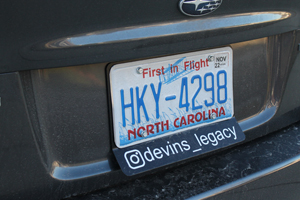 First in Flight
NOV
22
HKY-4298
NORTH CAROLINA
devins_legacy